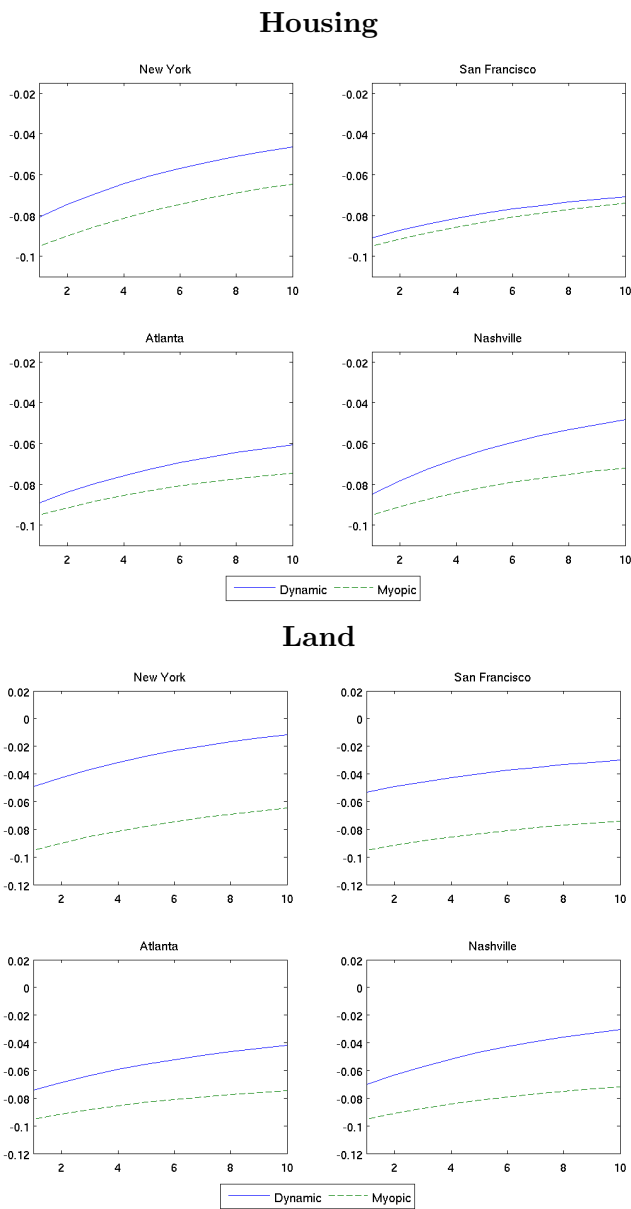 Housing
New York San Francisco
-0.02 -0.02
-0.04 -0.04
-0.06 -0.06
-0.08 -0.08
-0.1 -0.1
2 4 6 8 10 2 4 6 8 10
Atlanta Nashville
-0.02 -0.02
-0.04 -0.04
-0.06 -0.06
-0.08 -0.08
-0.1 -0.1
2 4 6 8 10 2 4 6 8 10
Dynamic Myopic
Land
New York San Francisco
0.02 0.02
0 0
-0.02 -0.02
-0.04 -0.04
-0.06 -0.06
-0.08 -0.08
-0.1 -0.1
-0.12 -0.12
2 4 6 8 10 2 4 6 8 10
Atlanta Nashville
0.02 0.02
0 0
-0.02 -0.02
-0.04 -0.04
-0.06 -0.06
-0.08 -0.08
-0.1 -0.1
-0.12 -0.12
2 4 6 8 10 2 4 6 8 10
Dynamic Myopic